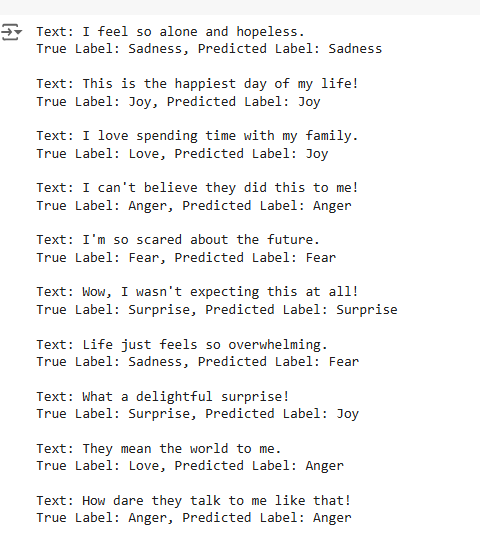 Text: I feel so alone and hopeless.
True Label: Sadness, Predicted Label: Sadness
Text: This is the happiest day of my life!
True Label: Joy, Predicted Label: Joy
Text: I love spending time with my family.
True Label: Love, Predicted Label: Joy
Text: I can't believe they did this to me!
True Label: Anger, Predicted Label: Anger
Text: I'm so scared about the future.
True Label: Fear, Predicted Label: Fear
Text: Wow, I wasn't expecting this at all!
True Label: Surprise, Predicted Label: Surprise
Text: Life just feels so overwhelming.
True Label: Sadness, Predicted Label: Fear
Text: What a delightful surprise!
True Label: Surprise, Predicted Label: Joy
Text: They mean the world to me.
True Label: Love, Predicted Label: Anger
Text: How dare they talk to me like that!
True Label: Anger, Predicted Label: Anger